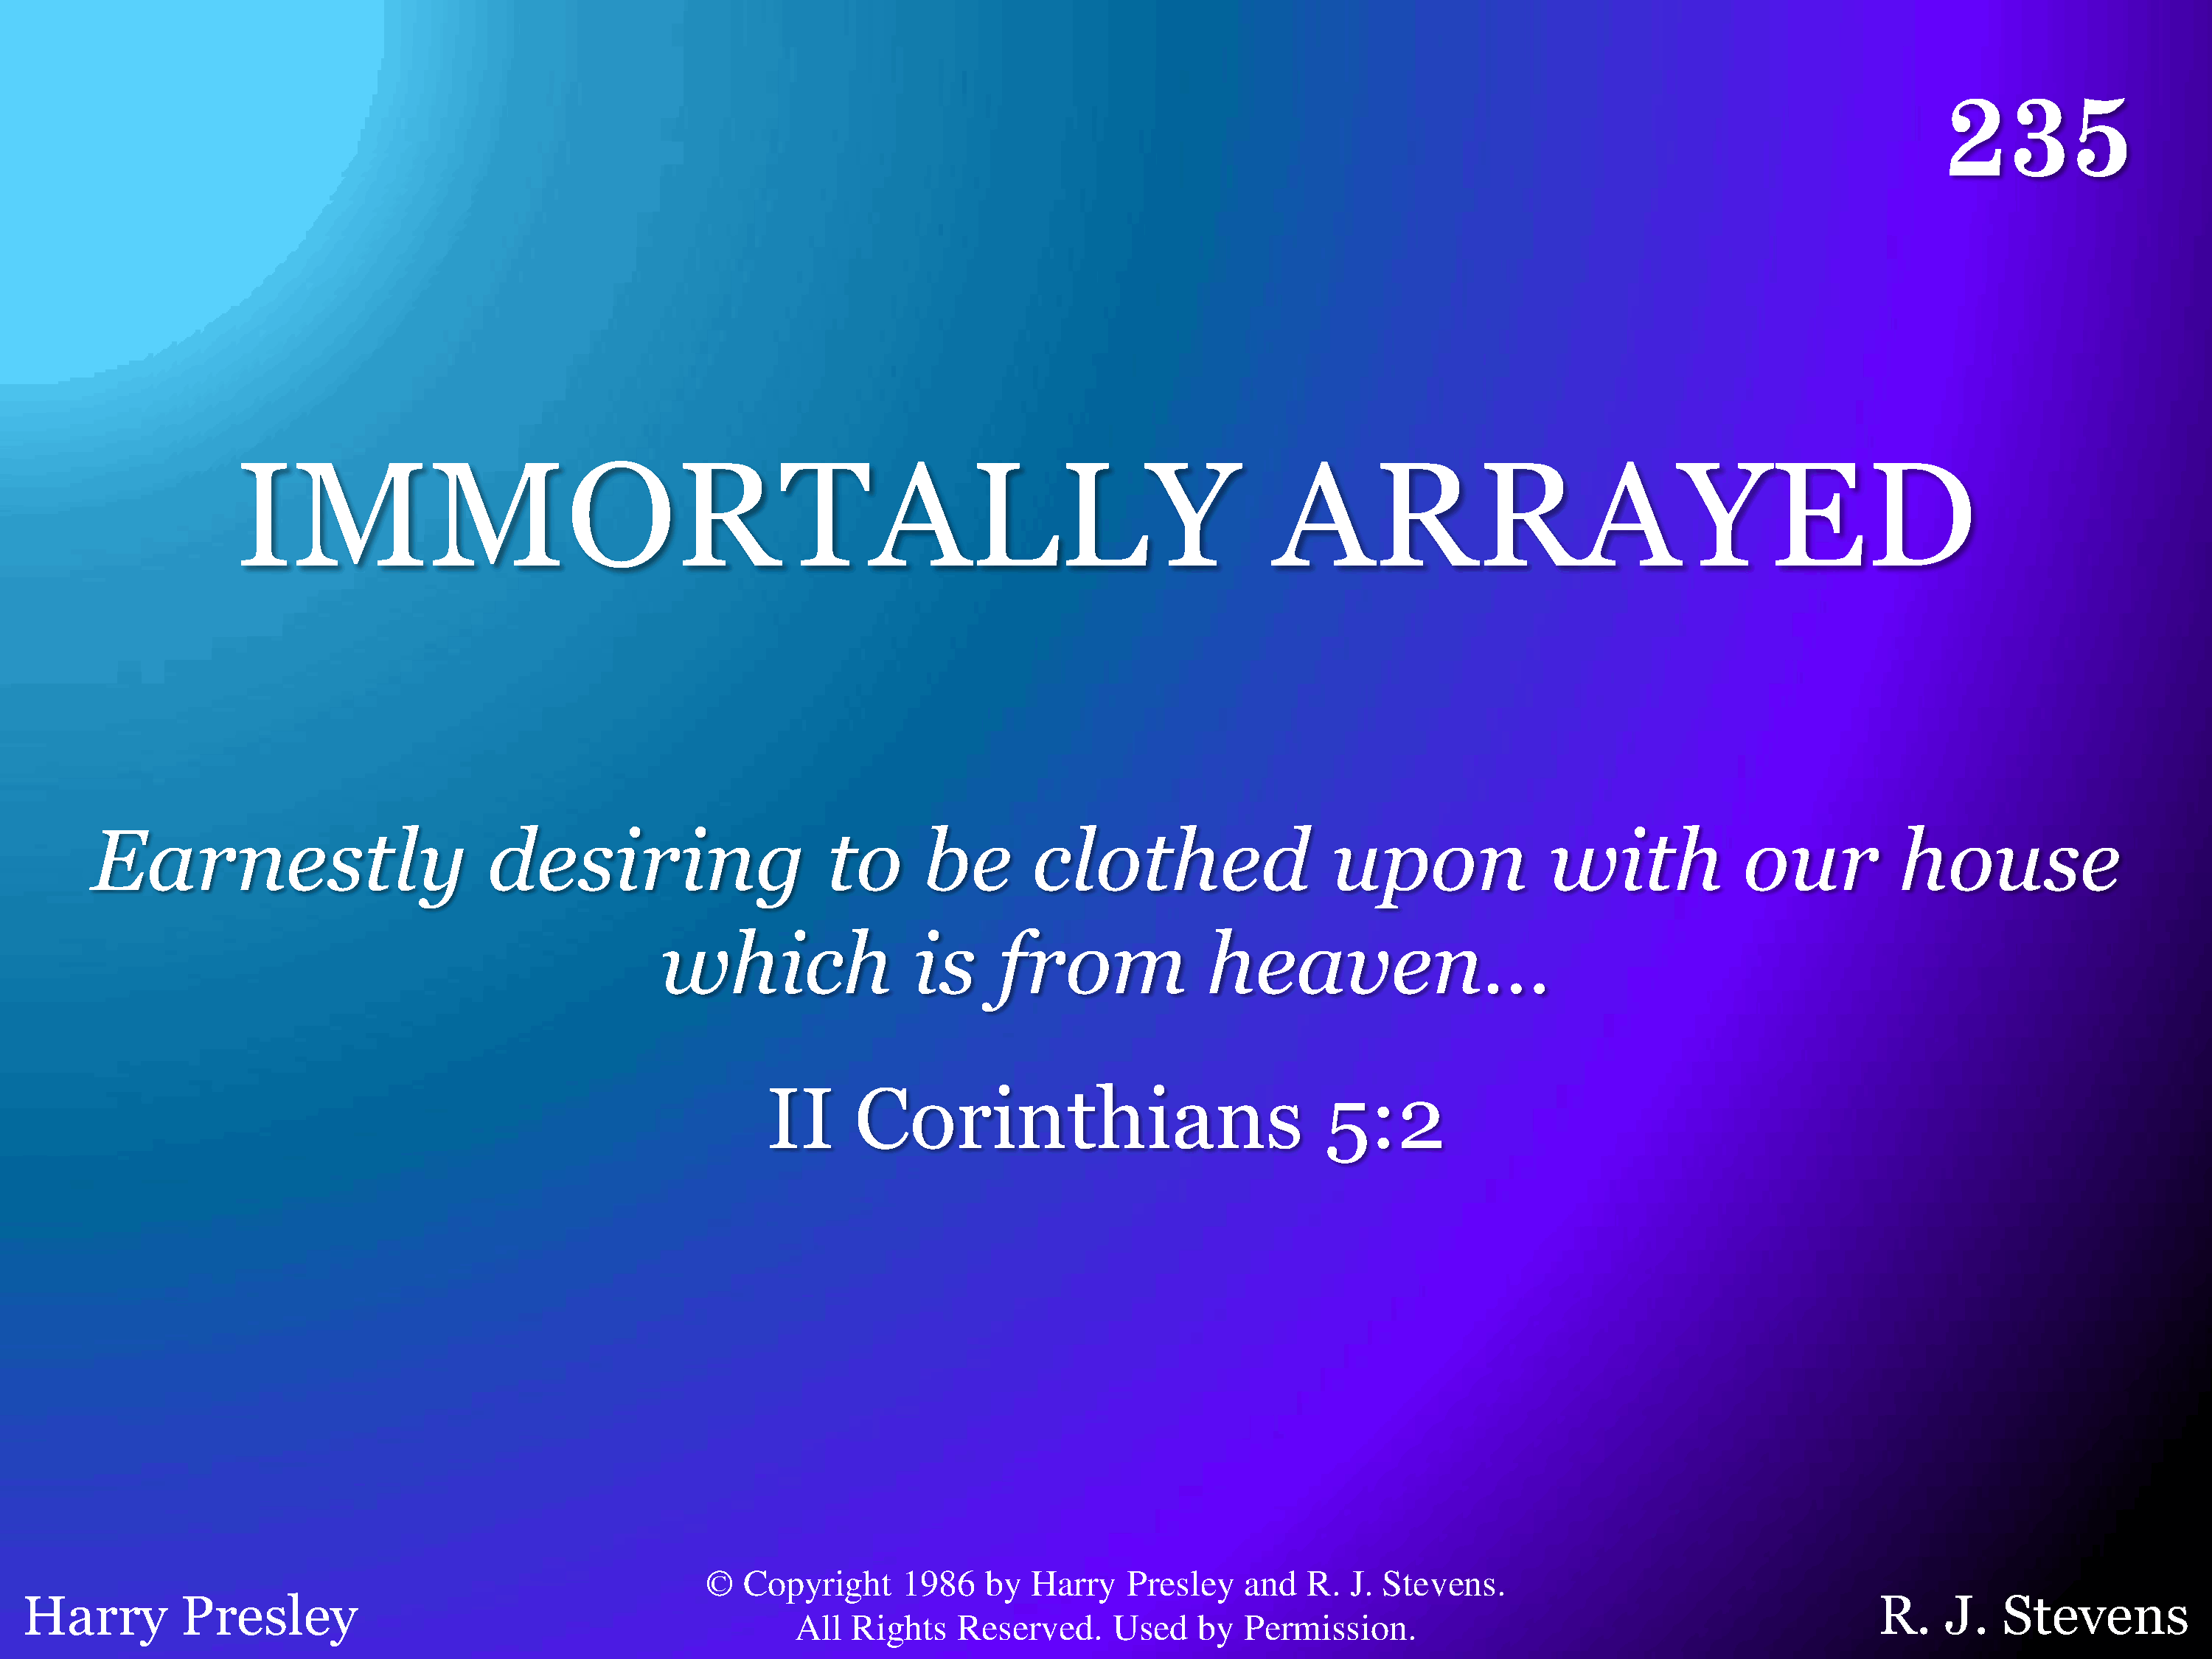 235
IMMORTALLY ARRAYED
Earnestly desiring to be clothed upon with our house
which is from heaven…
II Corinthians 5:2
© Copyright 1986 by Harry Presley and R. J. Stevens.
All Rights Reserved. Used by Permission.
Harry Presley
R. J. Stevens